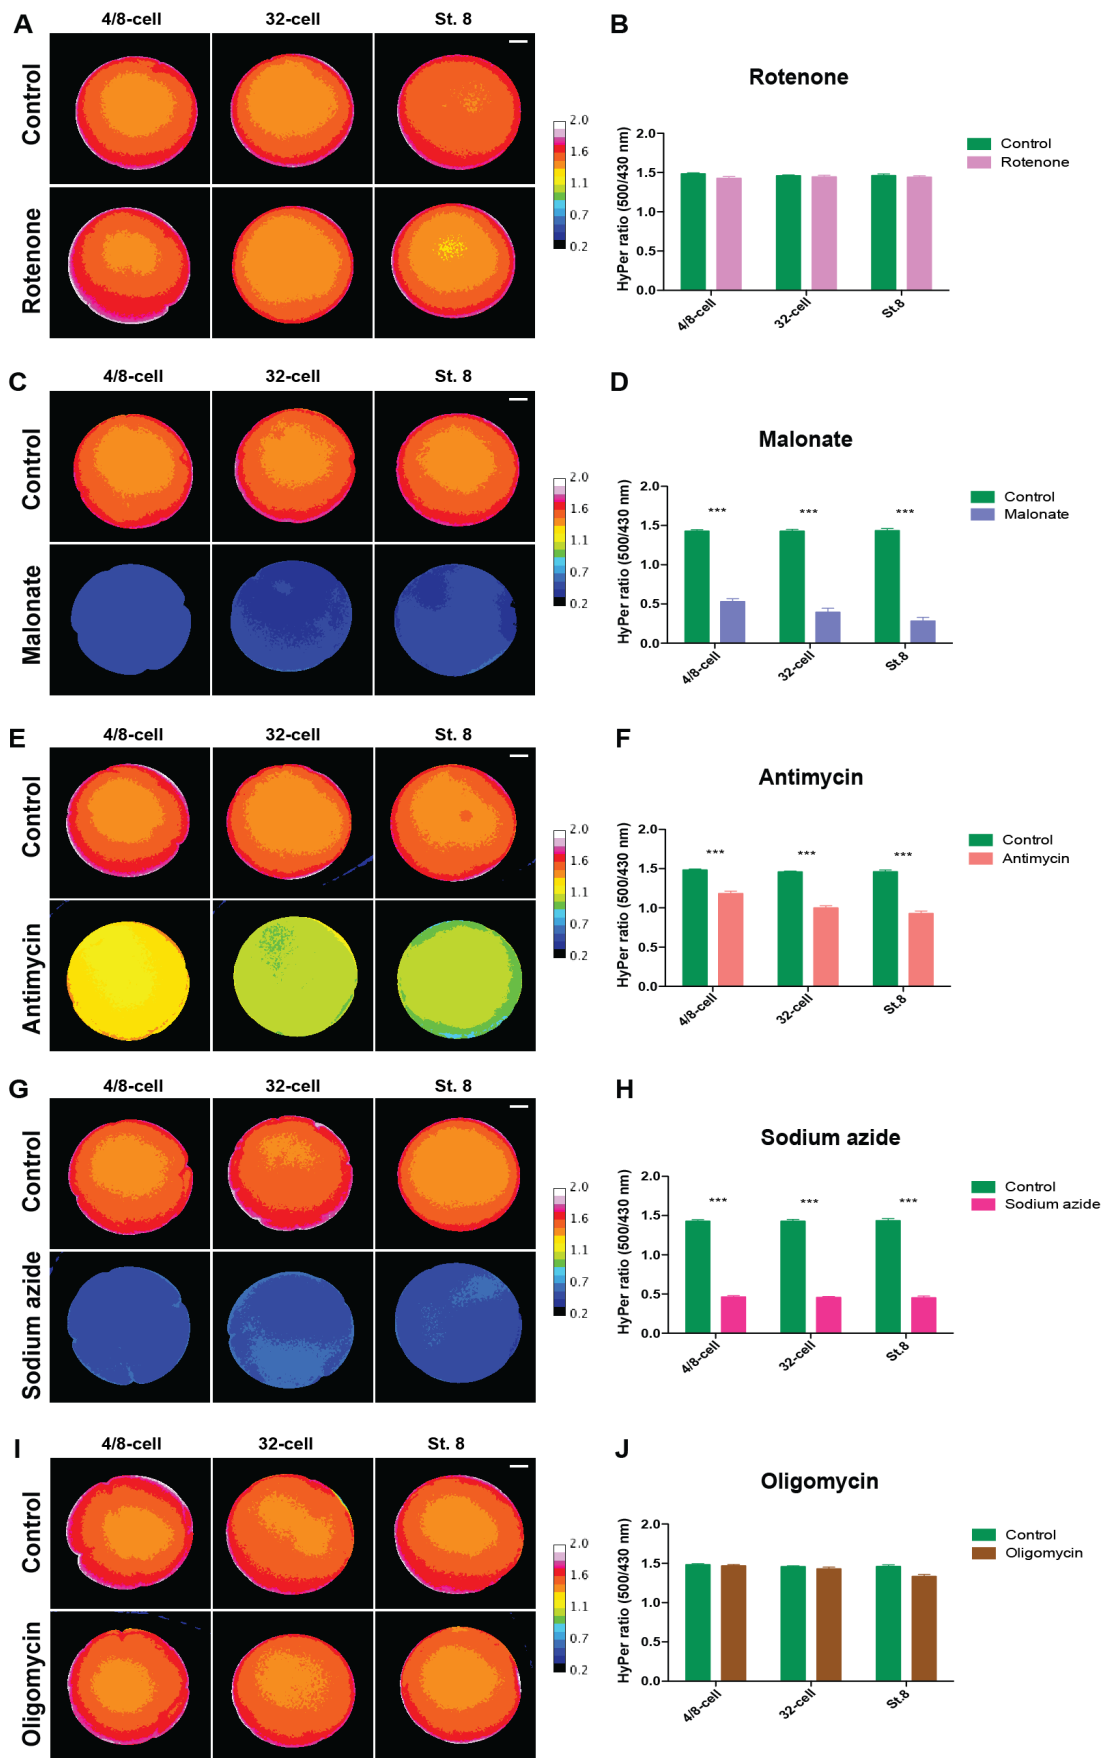 A
4/8-cell 32-cell St. 8
Control
Rotenone
2.0
1.6
1.1
0.7
0.2
B
Rotenone
HyPer ratio (500/430 nm)
2.0
1.5
1.0
0.5
0.0
4/8-cell 32-cell St.8
Control
Rotenone
C
4/8-cell 32-cell St. 8
Control
Malonate
2.0
1.6
1.1
0.7
0.2
D
Malonate
HyPer ratio (500/430 nm)
2.0
1.5
1.0
0.5
0.0
*** *** ***
4/8-cell 32-cell St.8
Control
Malonate
E
4/8-cell 32-cell St. 8
Control
Antimycin
2.0
1.6
1.1
0.7
0.2
F
Antimycin
HyPer ratio (500/430 nm)
2.0
1.5
1.0
0.5
0.0
*** *** ***
4/8-cell 32-cell St.8
Control
Antimycin
G
4/8-cell 32-cell St. 8
Control
Sodium azide
2.0
1.6
1.1
0.7
0.2
H
Sodium azide
HyPer ratio (500/430 nm)
2.0
1.5
1.0
0.5
0.0
*** *** ***
4/8-cell 32-cell St.8
Control
Sodium azide
I
4/8-cell 32-cell St. 8
Control
Oligomycin
2.0
1.6
1.1
0.7
0.2
J
Oligomycin
HyPer ratio (500/430 nm)
2.0
1.5
1.0
0.5
0.0
4/8-cell 32-cell St.8
Control
Oligomycin